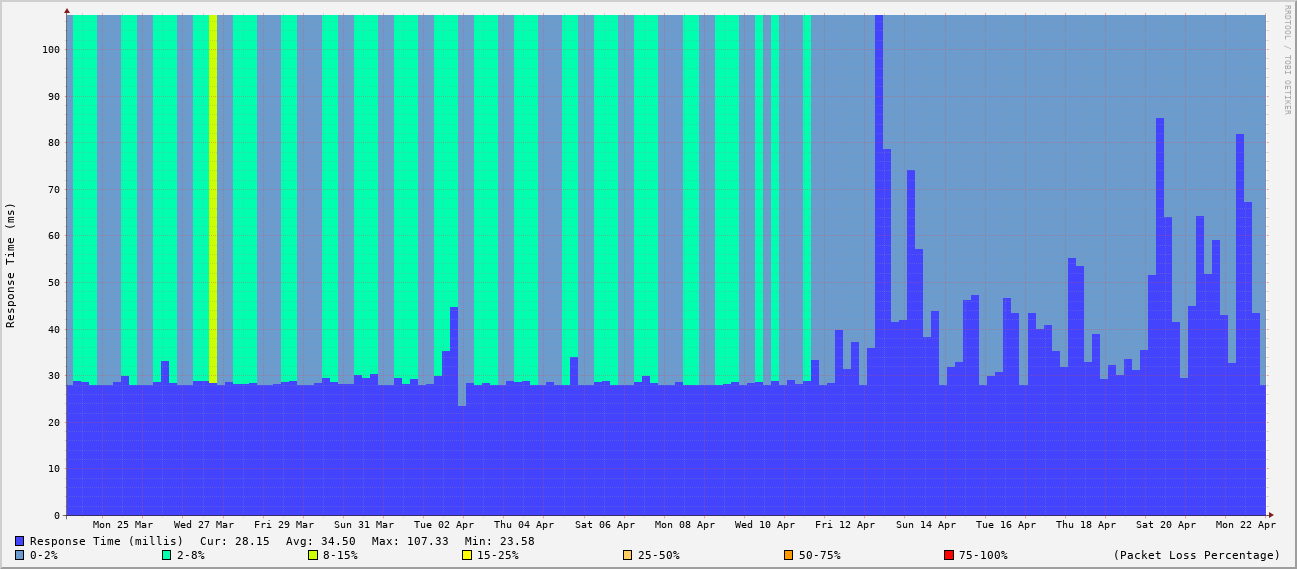 RRDTOOL / TOBI OETIKER
Response Time (ms)
100
90
80
70
60
50
40
30
20
10
0
Mon 25 Mar Wed 27 Mar Fri 29 Mar Sun 31 Mar Tue 02 Apr Thu 04 Apr Sat 06 Apr Mon 08 Apr Wed 10 Apr Fri 12 Apr Sun 14 Apr Tue 16 Apr Thu 18 Apr Sat 20 Apr Mon 22 Apr
Response Time (millis) Cur: 28.15 Avg: 34.50 Max: 107.33 Min: 23.58
0-2% 2-8% 8-15% 15-25% 25-50% 50-75% 75-100% (Packet Loss Percentage)